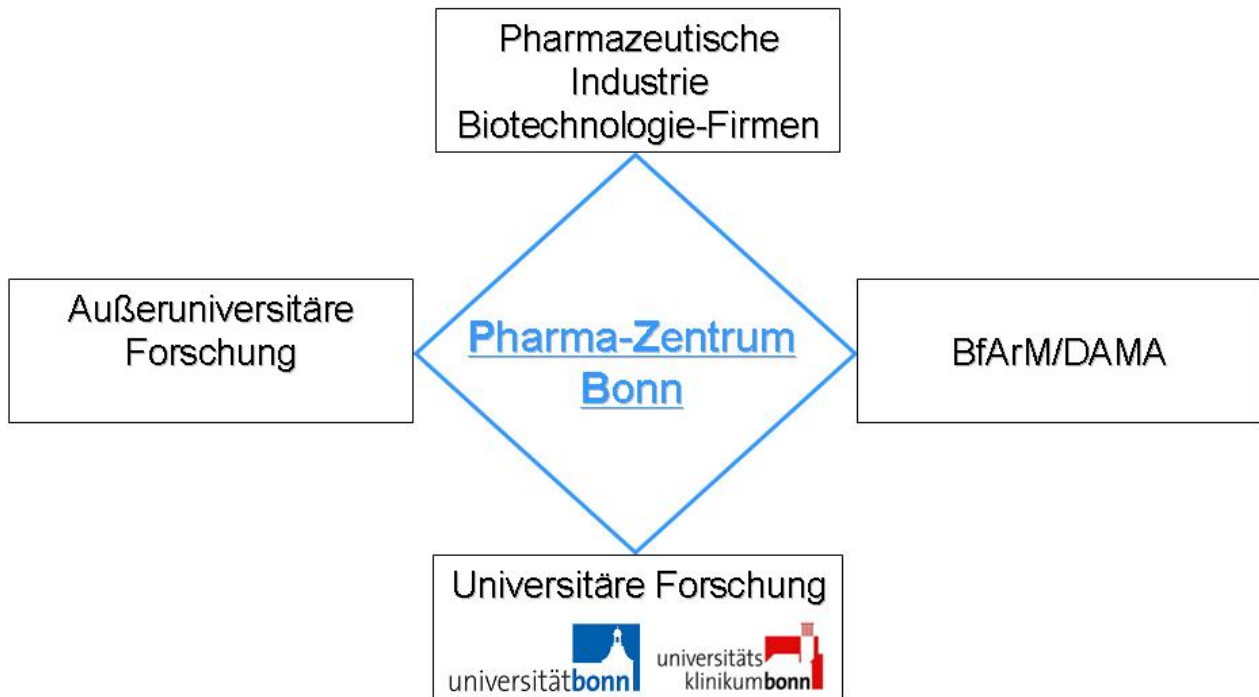 Pharmazeutische
Industrie
Biotechnologie-Firmen
Außeruniversitäre
Forschung
Pharma-Zentrum
Bonn
BfArM/DAMA
Universitäre Forschung
universitätbonn
universitäts
klinikumbonn